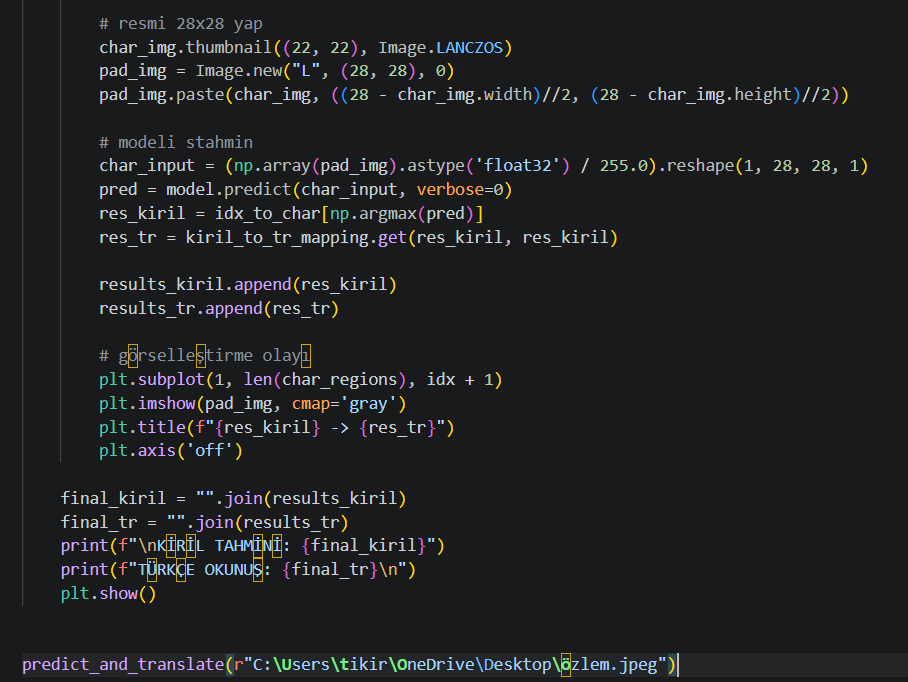 # resmi 28x28 yap
char_img.thumbnail((22, 22), Image.LANCZOS)
pad_img = Image.new("L", (28, 28), 0)
pad_img.paste(char_img, ((28 - char_img.width)//2, (28 - char_img.height)//2))
# modeli stahmin
char_input = (np.array(pad_img).astype('float32') / 255.0).reshape(1, 28, 28, 1)
pred = model.predict(char_input, verbose=0)
res_kiril = idx_to_char[np.argmax(pred)]
res_tr = kiril_to_tr_mapping.get(res_kiril, res_kiril)
results_kiril.append(res_kiril)
results_tr.append(res_tr)
# görselleştirme olayı
plt.subplot(1, len(char_regions), idx + 1)
plt.imshow(pad_img, cmap='gray')
plt.title(f"{res_kiril} -> {res_tr}")
plt.axis('off')
final_kiril = "".join(results_kiril)
final_tr = "".join(results_tr)
print(f"\nKİRİL TAHMİNİ: {final_kiril}")
print(f"TÜRKÇE OKUNUŞ: {final_tr}\n")
plt.show()
predict_and_translate(r"C:\Users\tikir\OneDrive\Desktop\özlem.jpeg")